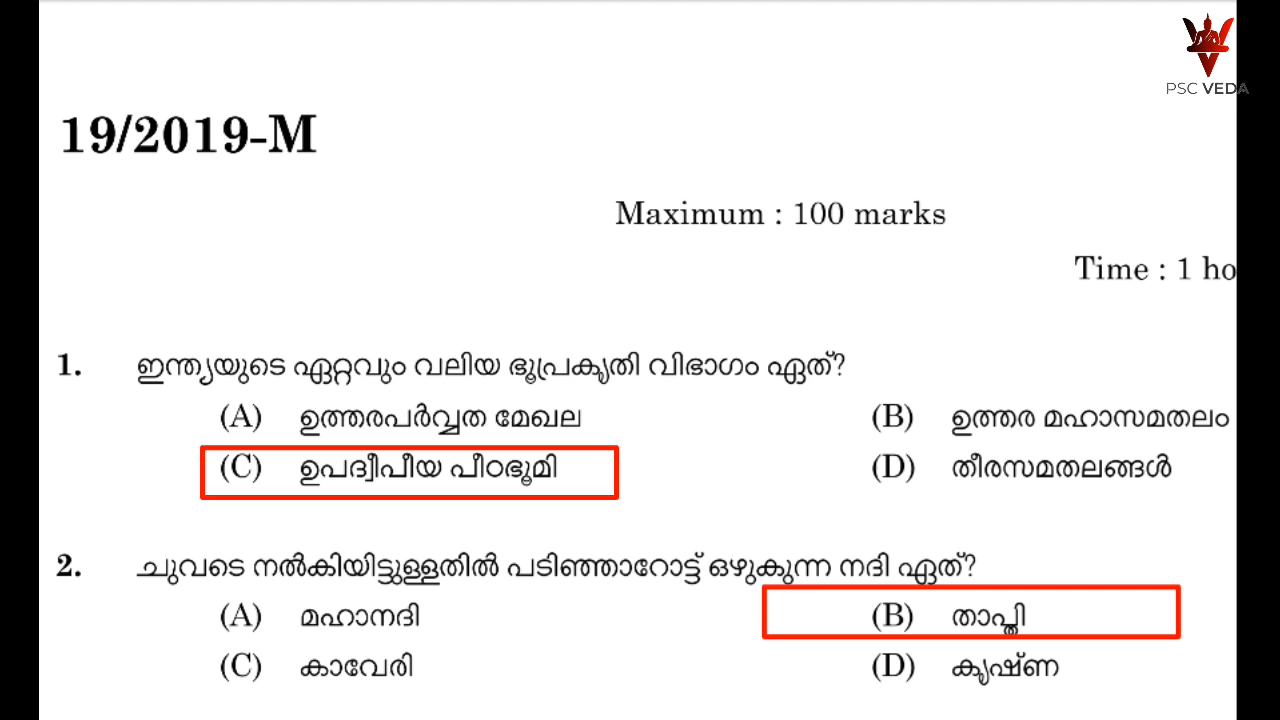 PSC VEDA
19/2019-M
Maximum : 100 marks
Time : 1 ho
1. ഇന്ത്യയുടെ ഏറ്റവും വലിയ ഭൂപ്രകൃതി വിഭാഗം ഏത്?
(A) ഉത്തരപർവ്വത മേഖല (B) ഉത്തര മഹാസമതലം
(C) ഉപദ്വീപീയ പീഠഭൂമി (D) തീരസമതലങ്ങൾ
2. ചുവടെ നൽകിയിട്ടുള്ളതിൽ പടിഞ്ഞാറോട്ട് ഒഴുകുന്ന നദി ഏത്?
(A) മഹാനദി (B) താപ്തി
(C) കാവേരി (D) കൃഷ്ണ